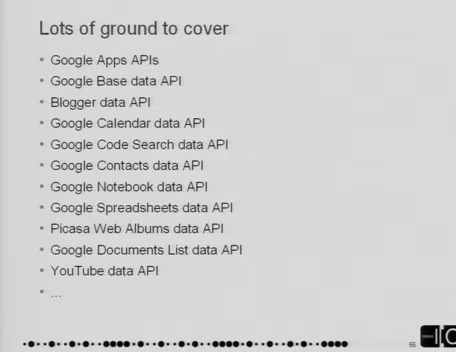 Lots of ground to cover
• Google Apps APIs
• Google Base data API
• Blogger data API
• Google Calendar data API
• Google Code Search data API
• Google Contacts data API
• Google Notebook data API
• Google Spreadsheets data API
• Picasa Web Albums data API
• Google Documents List data API
• YouTube data API
• ...
55
IO